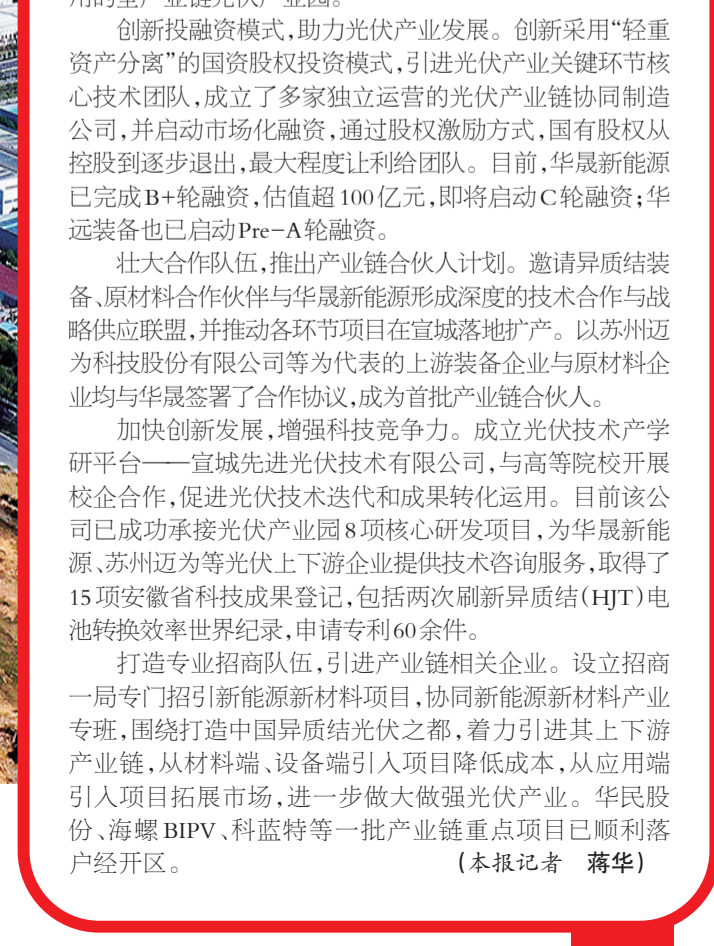 用的全产业链光伏产业园。
创新投融资模式,助力光伏产业发展。创新采用“轻重
资产分离”的国资股权投资模式,引进光伏产业关键环节核
心技术团队,成立了多家独立运营的光伏产业链协同制造
公司,并启动市场化融资,通过股权激励方式,国有股权从
控股到逐步退出,最大程度让利给团队。目前,华晟新能源
已完成B+轮融资,估值超100亿元,即将启动C轮融资;华
远装备也已启动Pre-A轮融资。
壮大合作队伍,推出产业链合伙人计划。邀请异质结装
备、原材料合作伙伴与华晟新能源形成深度的技术合作与战
略供应联盟,并推动各环节项目在宣城落地扩产。以苏州迈
为科技股份有限公司等为代表的上游装备企业与原材料企
业均与华晟签署了合作协议,成为首批产业链合伙人。
加快创新发展,增强科技竞争力。成立光伏技术产学
研平台——宣城先进光伏技术有限公司,与高等院校开展
校企合作,促进光伏技术迭代和成果转化运用。目前该公
司已成功承接光伏产业园8项核心研发项目,为华晟新能
源、苏州迈为等光伏上下游企业提供技术咨询服务,取得了
15项安徽省科技成果登记,包括两次刷新异质结(HJT)电
池转换效率世界纪录,申请专利60余件。
打造专业招商队伍,引进产业链相关企业。设立招商
一局专门招引新能源新材料项目,协同新能源新材料产业
专班,围绕打造中国异质结光伏之都,着力引进其上下游
产业链,从材料端、设备端引入项目降低成本,从应用端
引入项目拓展市场,进一步做大做强光伏产业。华民股
份、海螺BIPV、科蓝特等一批产业链重点项目已顺利落
户经开区。 (本报记者 蒋华)